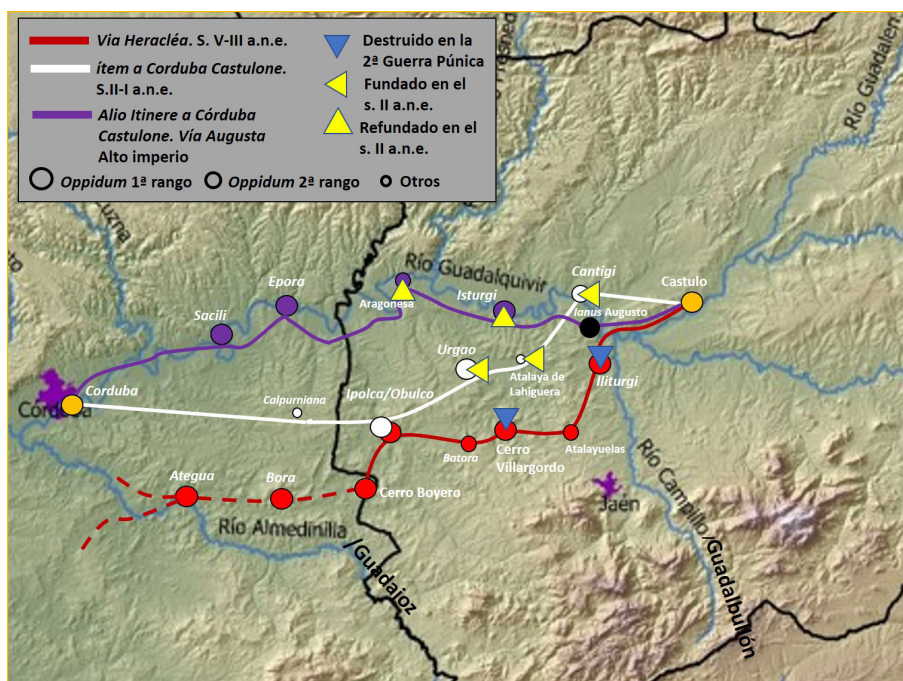 Via Heracléa. S. V-III a.n.e.
ítem a Corduba Castulone.
S.II-I a.n.e.
Alio Itinere a Córduba
Castulone. Vía Augusta
Alto imperio
Destruido en la
2ª Guerra Púnica
Fundado en el
s. II a.n.e.
Refundado en el
s. II a.n.e.
Oppidum 1ª rango
Oppidum 2ª rango
Otros
Río Guadalen
Río Guadalquivir
Cantigi
Castulo
Epora
Aragonesa
Isturgi
Ianus Augusto
Sacili
Urgao
Atalaya de
Lahiguera
Iliturgi
Corduba
Córdoba
Calpurniana
Ipolca/Obulco
Batora
Cerro
Villargordo
Atalayuelas
Ategua
Bora
Cerro Boyero
Jaén
Río Almedinilla
/Guadajoz
Río Campillo
/Guadalbullón